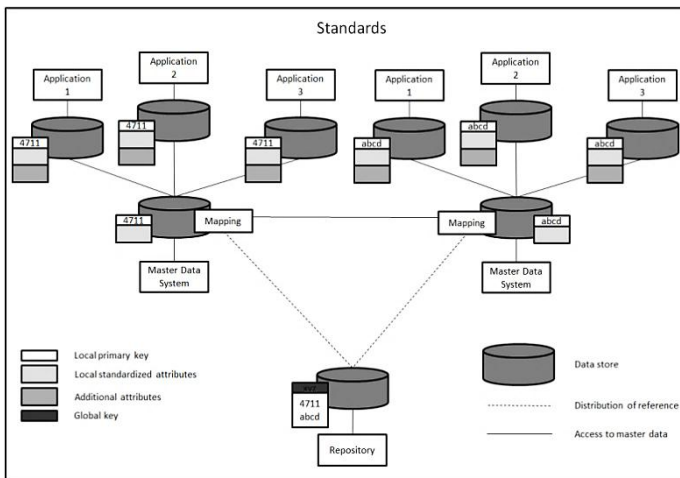 Standards
Application
1
Application
2
Application
3
Application
1
Application
2
Application
3
4711
4711
4711
abcd
abcd
abcd
4711
Mapping
Mapping
abcd
Master Data
System
Master Data
System
Local primary key
Local standardized attributes
Additional attributes
Global key
xyz
4711
abcd
Repository
Data store
Distribution of reference
Access to master data